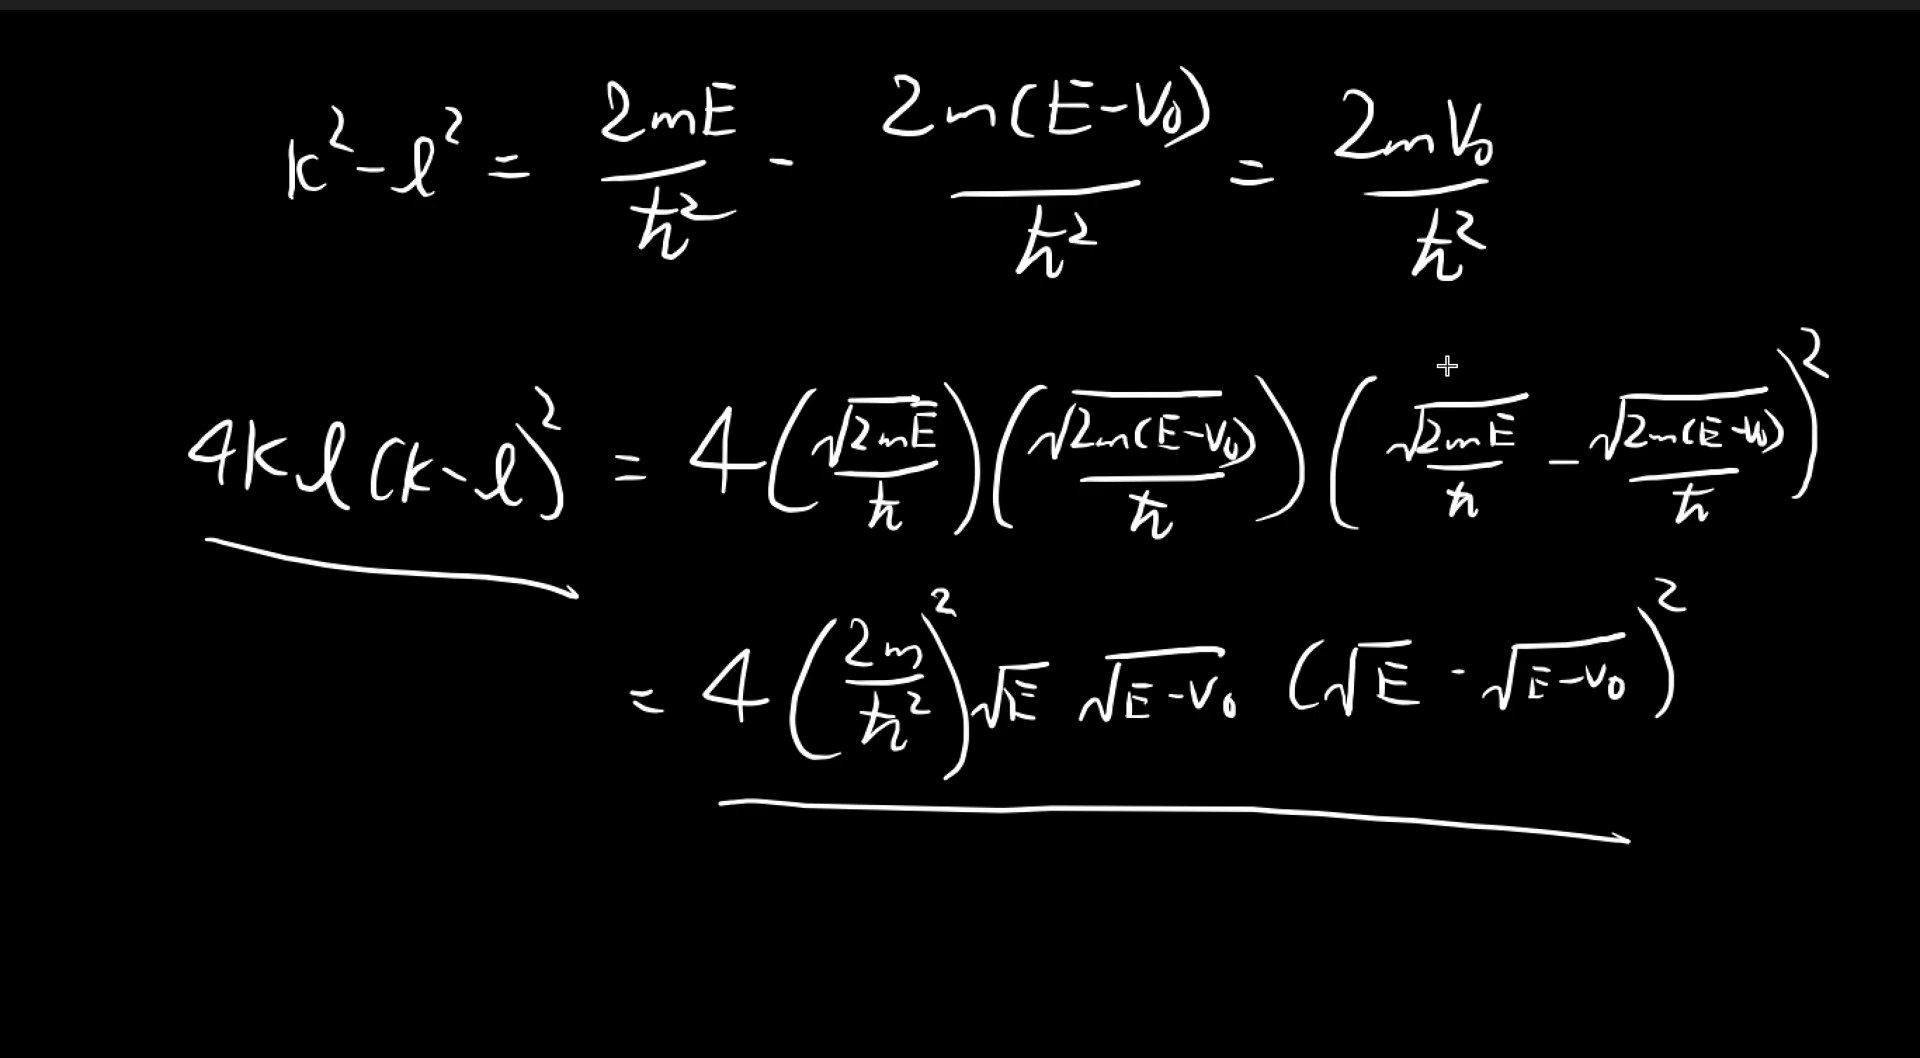 k² - ℓ² = 2mE/ħ² - 2m(E-V₀)/ħ² = 2mV₀/ħ²
4kℓ(k-ℓ)² = 4(√2mE/ħ)(√2m(E-V₀)/ħ)(√2mE/ħ - √2m(E-V₀)/ħ)²
= 4(2m/ħ²)²√E √E-V₀ (√E - √E-V₀)²